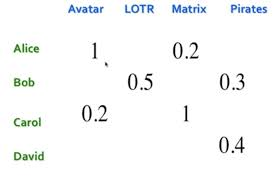 Avatar LOTR Matrix Pirates
Alice 1 0.2
Bob 0.5 0.3
Carol 0.2 1
David 0.4